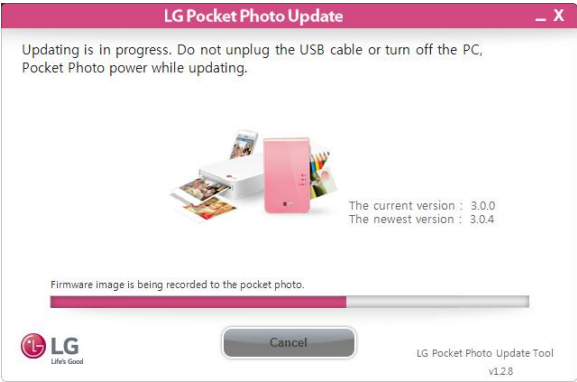 LG Pocket Photo Update
Updating is in progress. Do not unplug the USB cable or turn off the PC,
Pocket Photo power while updating.
The current version : 3.0.0
The newest version : 3.0.4
Firmware image is being recorded to the pocket photo.
LG
Life's Good
Cancel
LG Pocket Photo Update Tool
v1.2.8